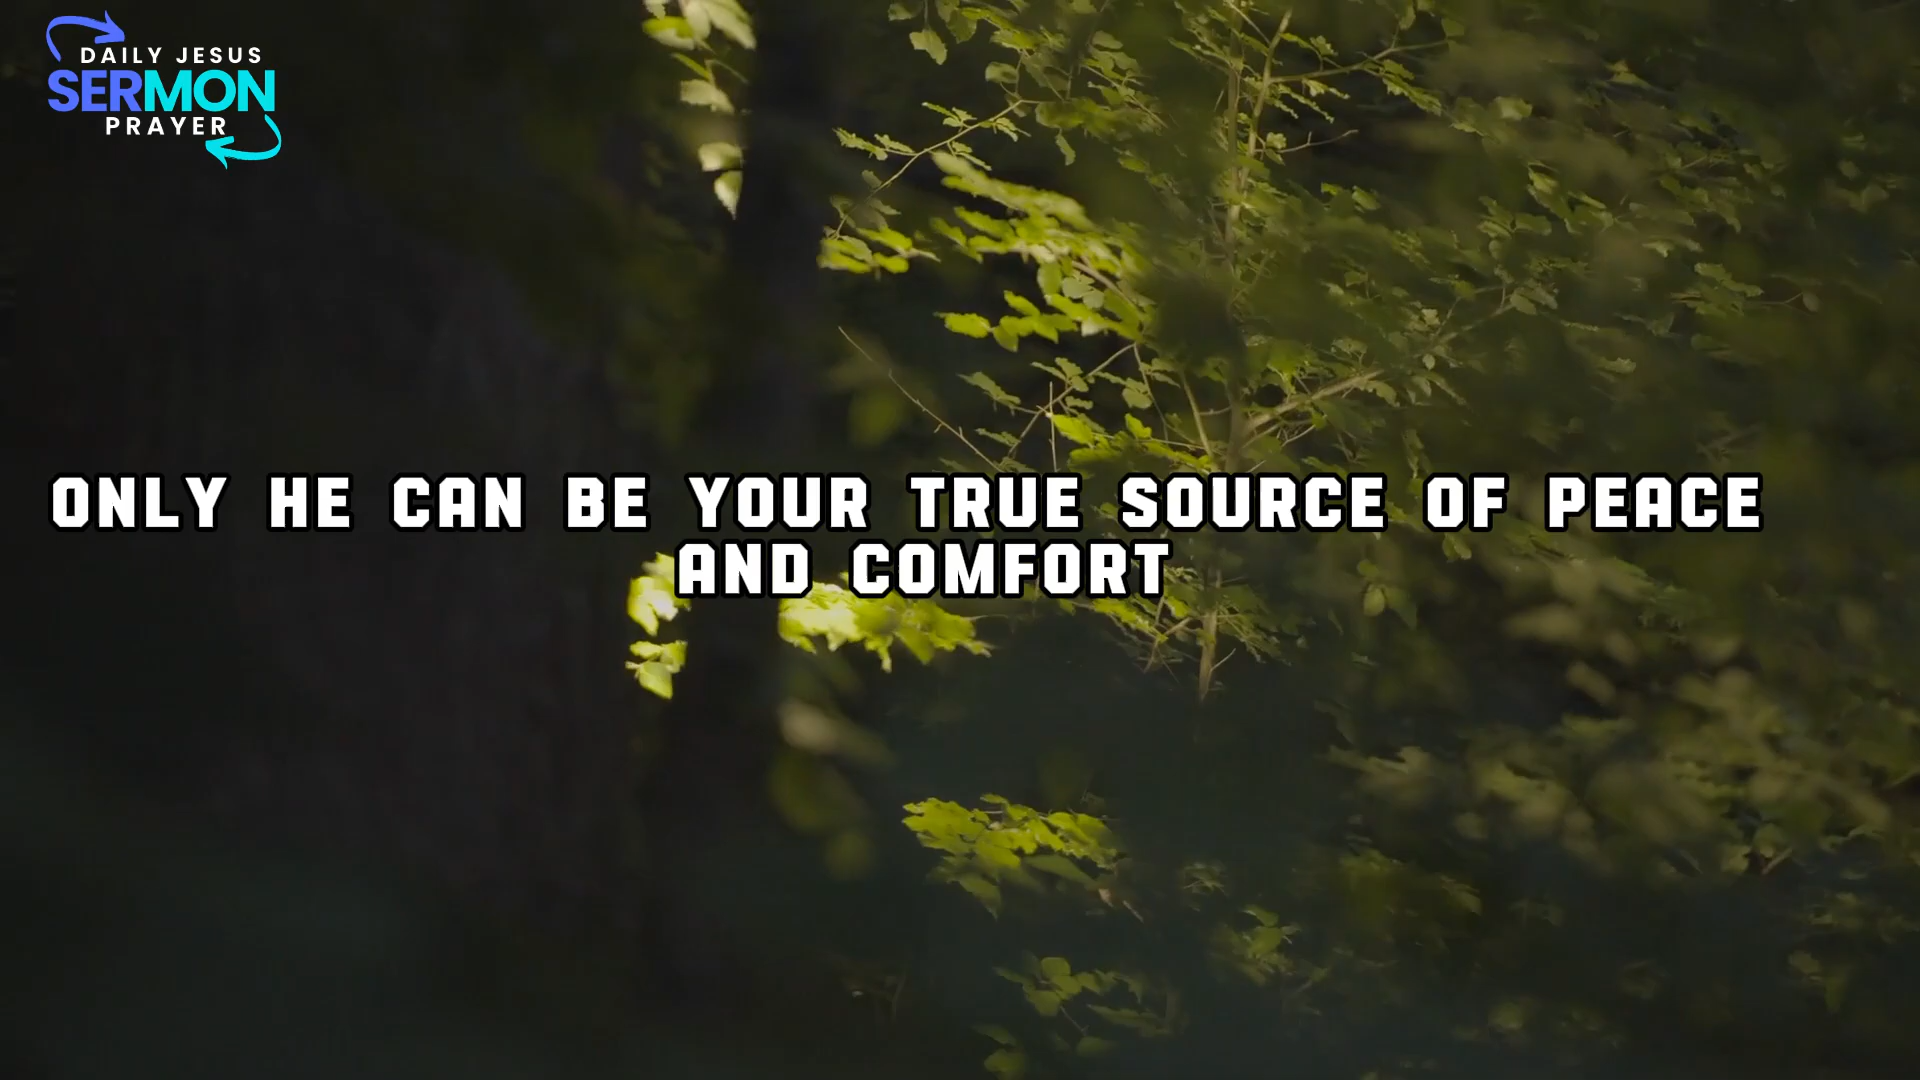 DAILY JESUS
SERMON
PRAYER
ONLY HE CAN BE YOUR TRUE SOURCE OF PEACE
AND COMFORT